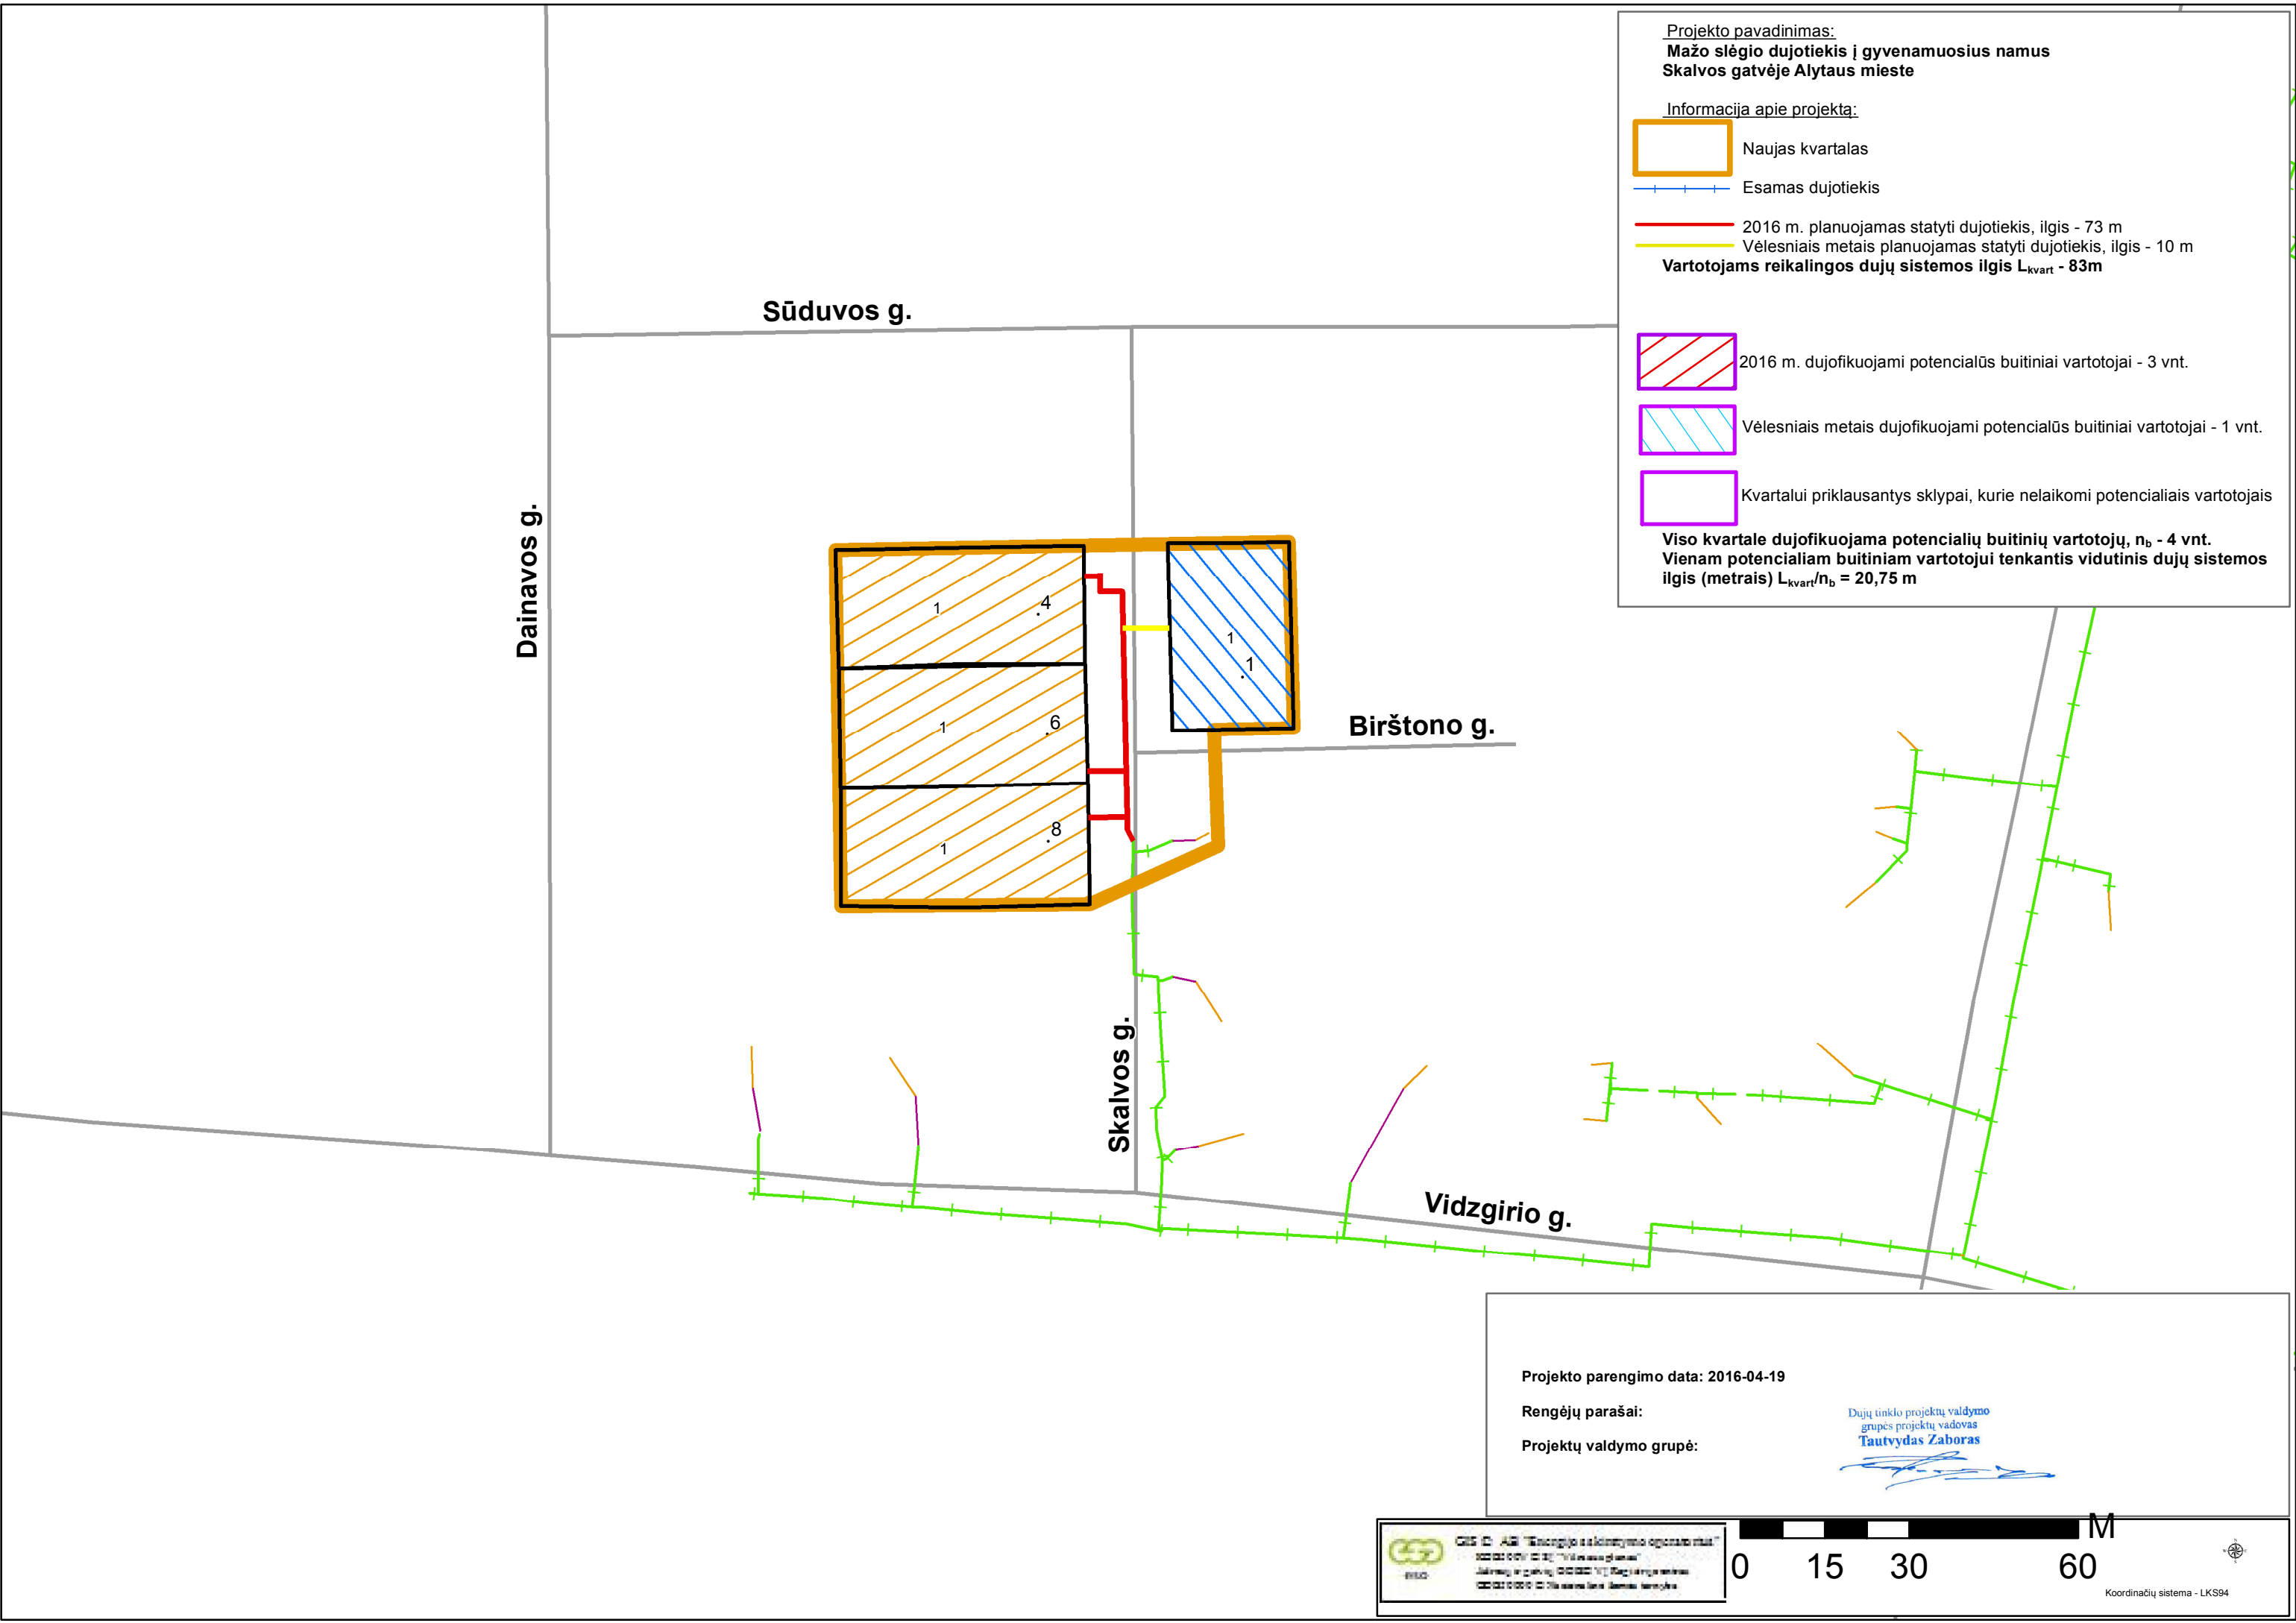 Projekto pavadinimas:
Mažo slėgio dujotiekis į gyvenamuosius namus
Skalvos gatvėje Alytaus mieste
Informacija apie projektą:
Naujas kvartalas
Esamas dujotiekis
2016 m. planuojamas statyti dujotiekis, ilgis - 73 m
Vėlesniais metais planuojamas statyti dujotiekis, ilgis - 10 m
Vartotojams reikalingos dujų sistemos ilgis Lkvart - 83m
2016 m. dujofikuojami potencialūs buitiniai vartotojai - 3 vnt.
Vėlesniais metais dujofikuojami potencialūs buitiniai vartotojai - 1 vnt.
Kvartalui priklausantys sklypai, kurie nelaikomi potencialiais vartotojais
Viso kvartale dujofikuojama potencialių buitinių vartotojų, nb - 4 vnt.
Vienam potencialiam buitiniam vartotojui tenkantis vidutinis dujų sistemos
ilgis (metrais) Lkvart/nb = 20,75 m
Sūduvos g.
Dainavos g.
1
4
1
1
1
6
Birštono g.
1
8
Skalvos g.
Vidzgirio g.
Projekto parengimo data: 2016-04-19
Rengėjų parašai:
Projektų valdymo grupė:
Dujų tinklo projektų valdymo
grupės projektų vadovas
Tautvydas Zaboras
ESO
M
0 15 30 60
Koordinačių sistema - LKS94